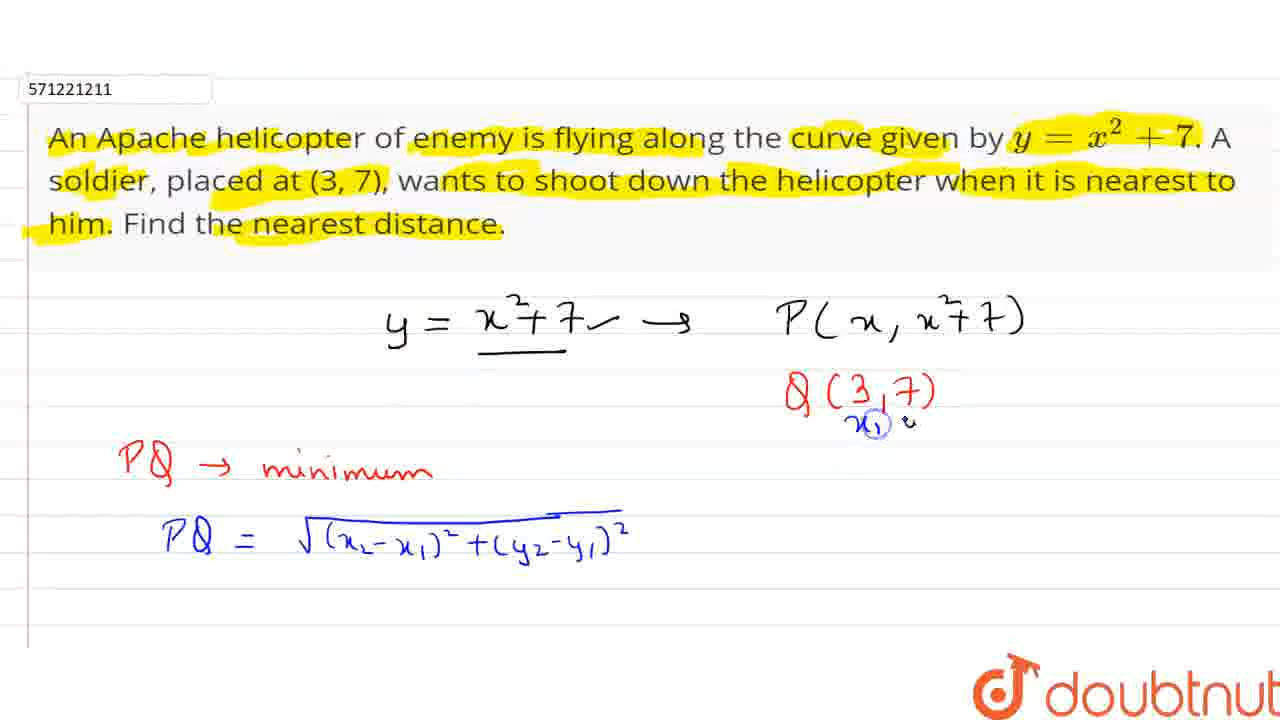 571221211
An Apache helicopter of enemy is flying along the curve given by y = x² + 7. A
soldier, placed at (3, 7), wants to shoot down the helicopter when it is nearest to
him. Find the nearest distance.
y = x² + 7 ✓ → P(x, x² + 7)
Q(3, 7)
x₁
PQ → minimum
PQ = √(x₂ - x₁)² + (y₂ - y₁)²
doubtnut